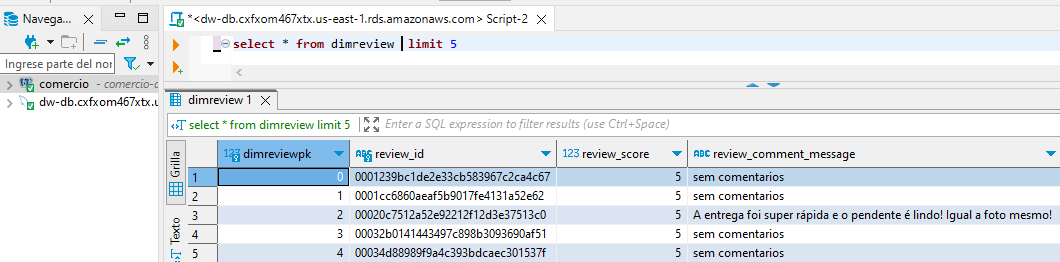 Navega...
*<dw-db.cxfxom467xtx.us-east-1.rds.amazonaws.com> Script-2
Ingrese parte del nor
comercio - comercio-d
dw-db.cxfxom467xtx.u
select * from dimreview limit 5
dimreview 1
select * from dimreview limit 5
Enter a SQL expression to filter results (use Ctrl+Space)
Grilla
Texto
123 dimreviewpk ABC review_id 123 review_score ABC review_comment_message
1 0 0001239bc1de2e33cb583967c2ca4c67 5 sem comentarios
2 1 0001cc6860aeaf5b9017fe4131a52e62 5 sem comentarios
3 2 00020c7512a52e92212f12d3e37513c0 5 A entrega foi super rápida e o pendente é lindo! Igual a foto mesmo!
4 3 00032b0141443497c898b3093690af51 5 sem comentarios
5 4 00034d88989f9a4c393bdcaec301537f 5 sem comentarios